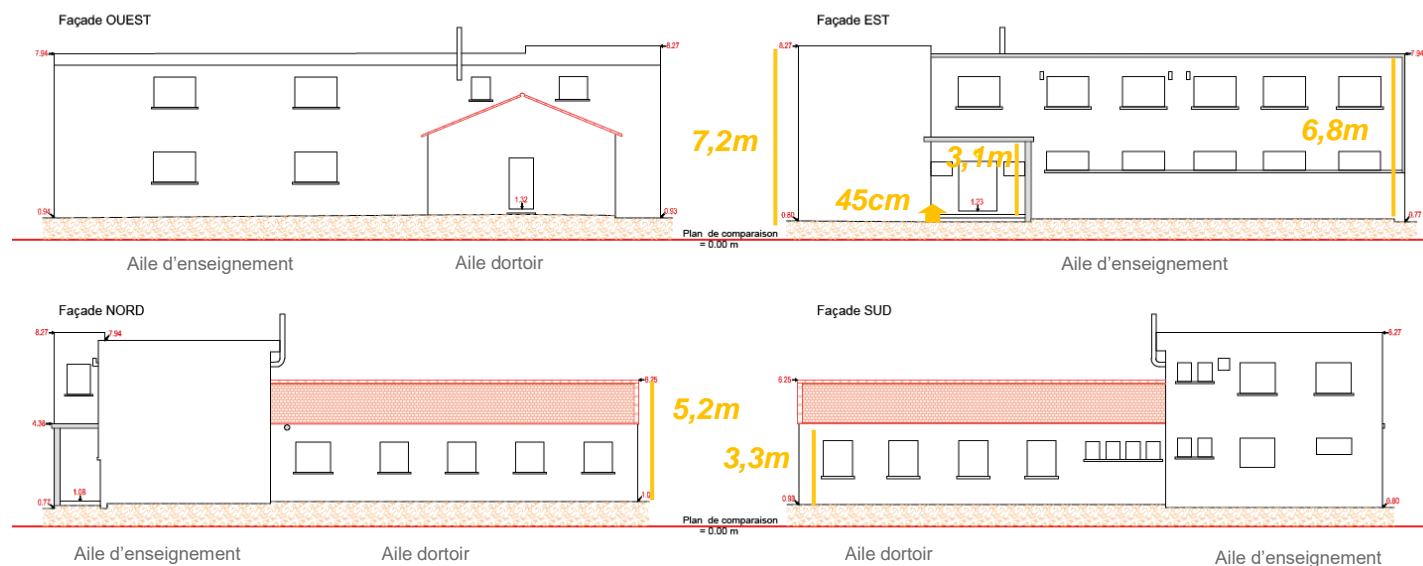 Façade OUEST
7.94
8.27
1.32
0.94
0.93
Aile d'enseignement
Aile dortoir
Façade EST
8.27
7.94
7,2m
6,8m
3,1m
45cm
1.23
0.80
0.77
Plan de comparaison
= 0.00 m
Aile d'enseignement
Façade NORD
8.27
7.94
6.25
4.36
5,2m
1.08
0.77
Aile d'enseignement
Aile dortoir
Façade SUD
8.27
6.25
3,3m
0.93
0.80
Plan de comparaison
= 0.00 m
Aile dortoir
Aile d'enseignement